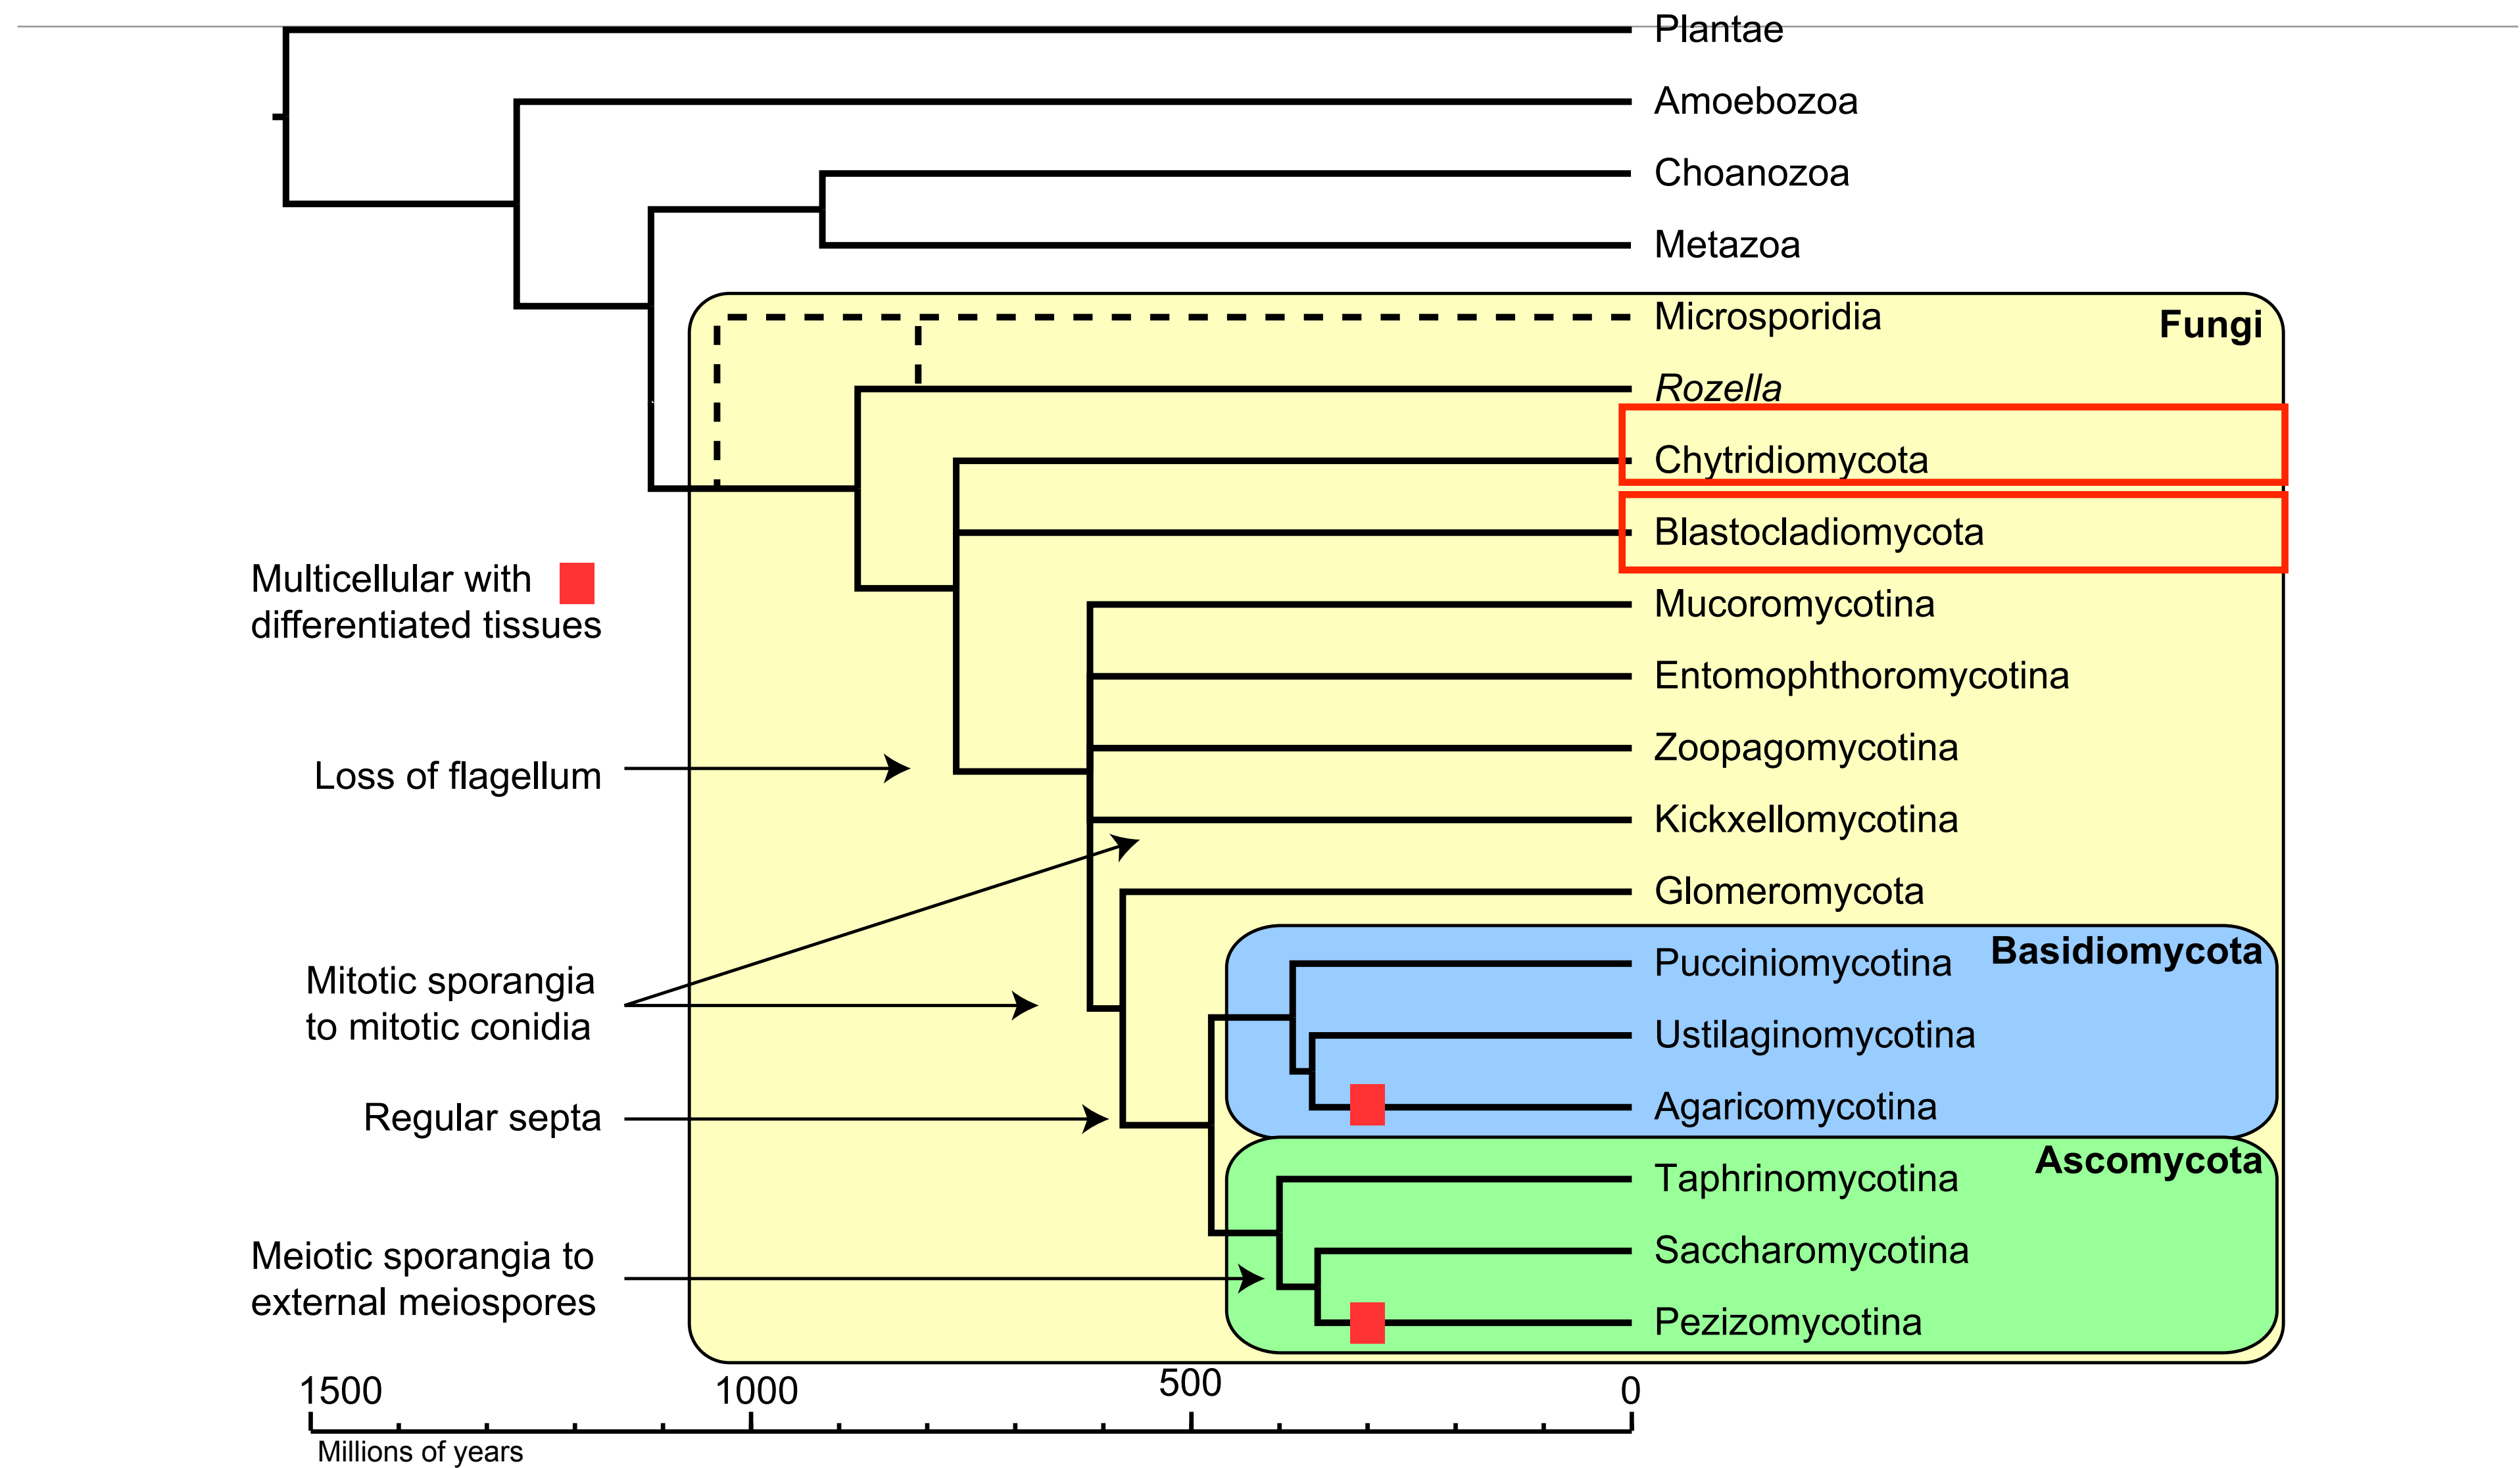 Plantae
Amoebozoa
Choanozoa
Metazoa
Microsporidia
Fungi
Rozella
Chytridiomycota
Blastocladiomycota
Multicellular with
differentiated tissues
Mucoromycotina
Entomophthoromycotina
Loss of flagellum
Zoopagomycotina
Kickxellomycotina
Glomeromycota
Mitotic sporangia
to mitotic conidia
Basidiomycota
Pucciniomycotina
Ustilaginomycotina
Regular septa
Agaricomycotina
Ascomycota
Taphrinomycotina
Meiotic sporangia to
external meiospores
Saccharomycotina
Pezizomycotina
1500 1000 500 0
Millions of years